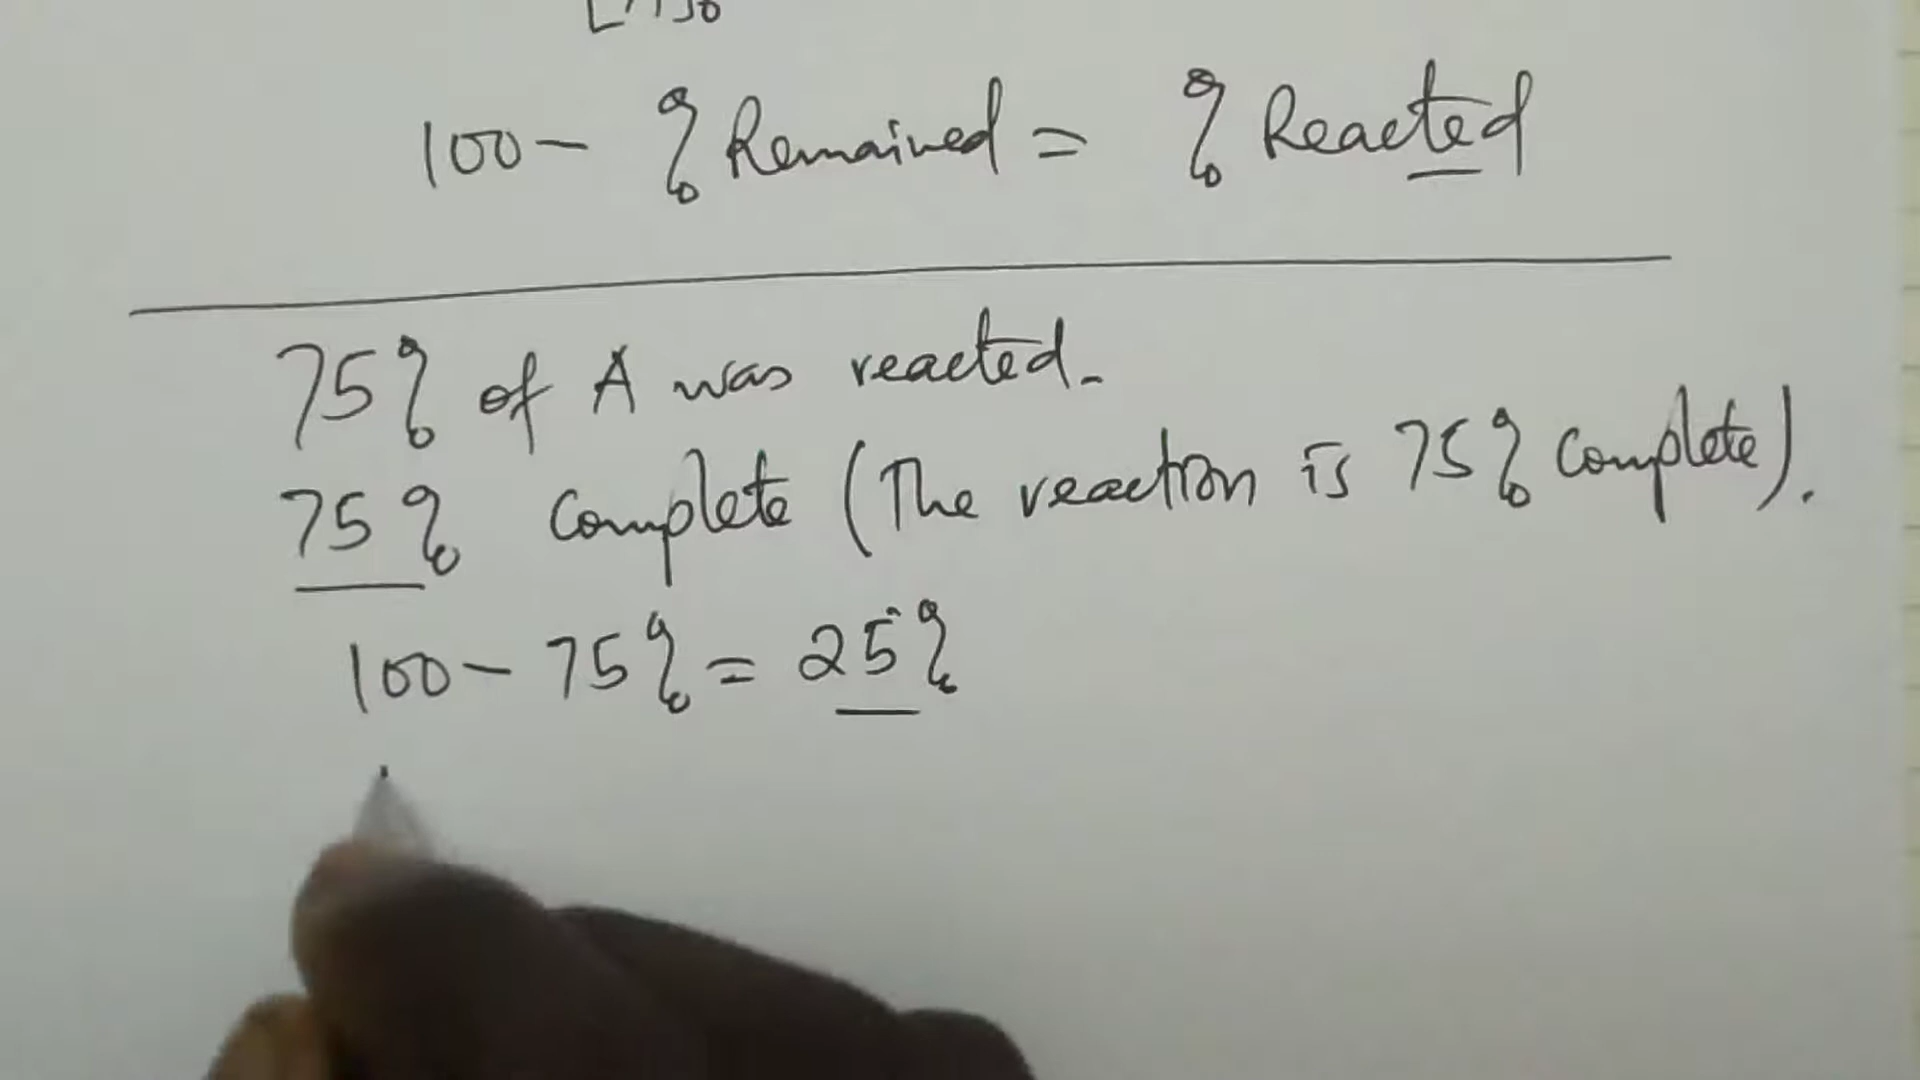 100 - % Remained = % Reacted
75% of A was reacted.
75% Complete (The reaction is 75% Complete).
100 - 75% = 25%